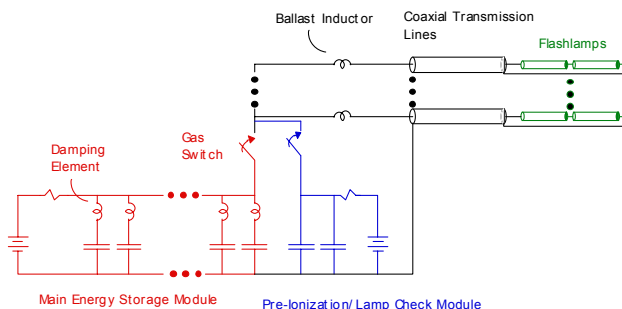 Ballast Inductor
Coaxial Transmission
Lines
Flashlamps
Gas
Switch
Damping
Element
Main Energy Storage Module
Pre-Ionization/Lamp Check Module